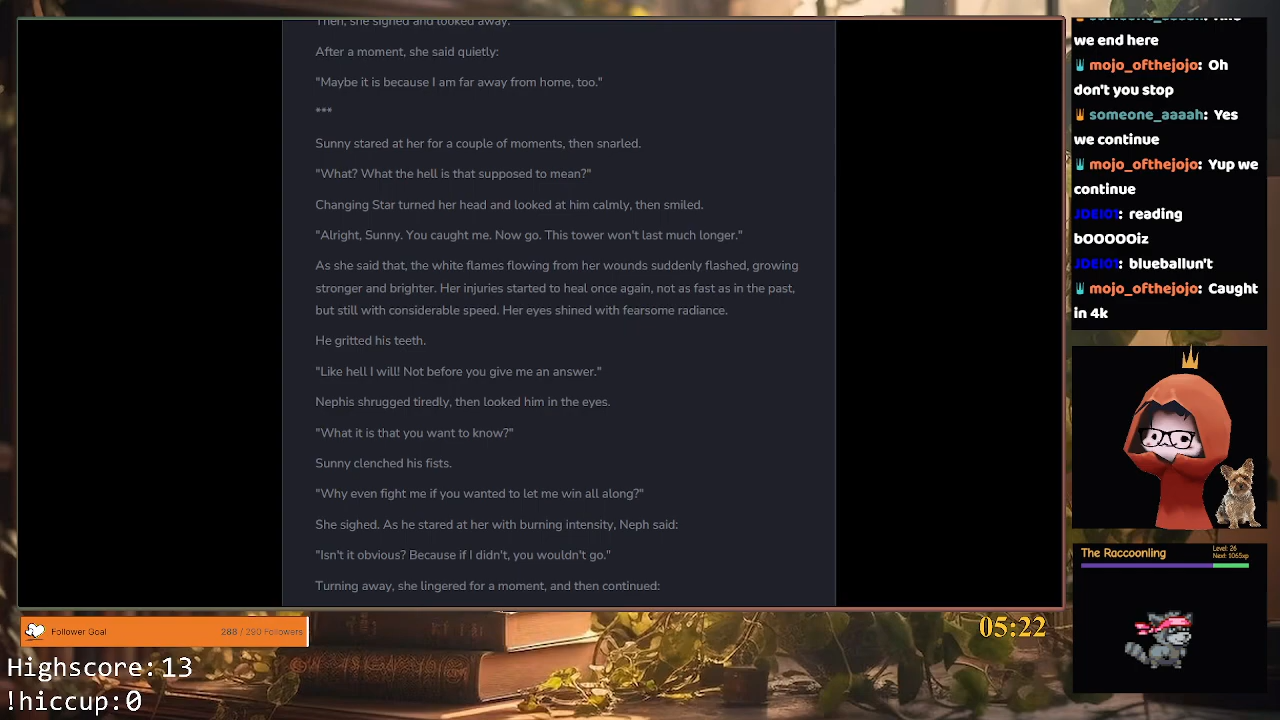 Then, she sighed and looked away.
After a moment, she said quietly:
"Maybe it is because I am far away from home, too."
***
Sunny stared at her for a couple of moments, then snarled.
"What? What the hell is that supposed to mean?"
Changing Star turned her head and looked at him calmly, then smiled.
"Alright, Sunny. You caught me. Now go. This tower won't last much longer."
As she said that, the white flames flowing from her wounds suddenly flashed, growing
stronger and brighter. Her injuries started to heal once again, not as fast as in the past,
but still with considerable speed. Her eyes shined with fearsome radiance.
He gritted his teeth.
"Like hell I will! Not before you give me an answer."
Nephis shrugged tiredly, then looked him in the eyes.
"What it is that you want to know?"
Sunny clenched his fists.
"Why even fight me if you wanted to let me win all along?"
She sighed. As he stared at her with burning intensity, Neph said:
"Isn't it obvious? Because if I didn't, you wouldn't go."
Turning away, she lingered for a moment, and then continued:
we end here
mojo_ofthejojo: Oh
don't you stop
someone_aaaah: Yes
we continue
mojo_ofthejojo: Yup we
continue
JDEI01: reading
bOOOOOiz
JDEI01: blueballun't
mojo_ofthejojo: Caught
in 4k
The Raccoonling
Level: 26
Next: 1065xp
Follower Goal
288 / 290 Followers
05:22
Highscore:13
!hiccup:0